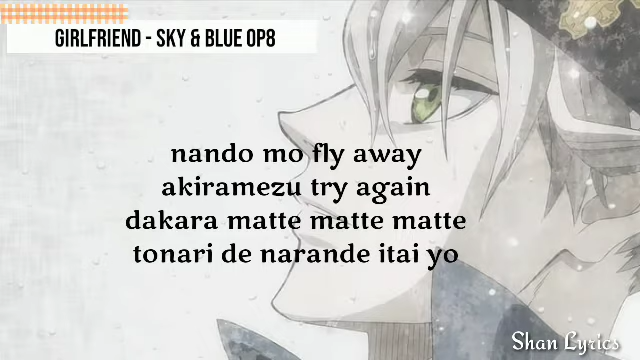 GIRLFRIEND - SKY & BLUE OP8
nando mo fly away
akiramezu try again
dakara matte matte matte
tonari de narande itai yo
Shan Lyrics